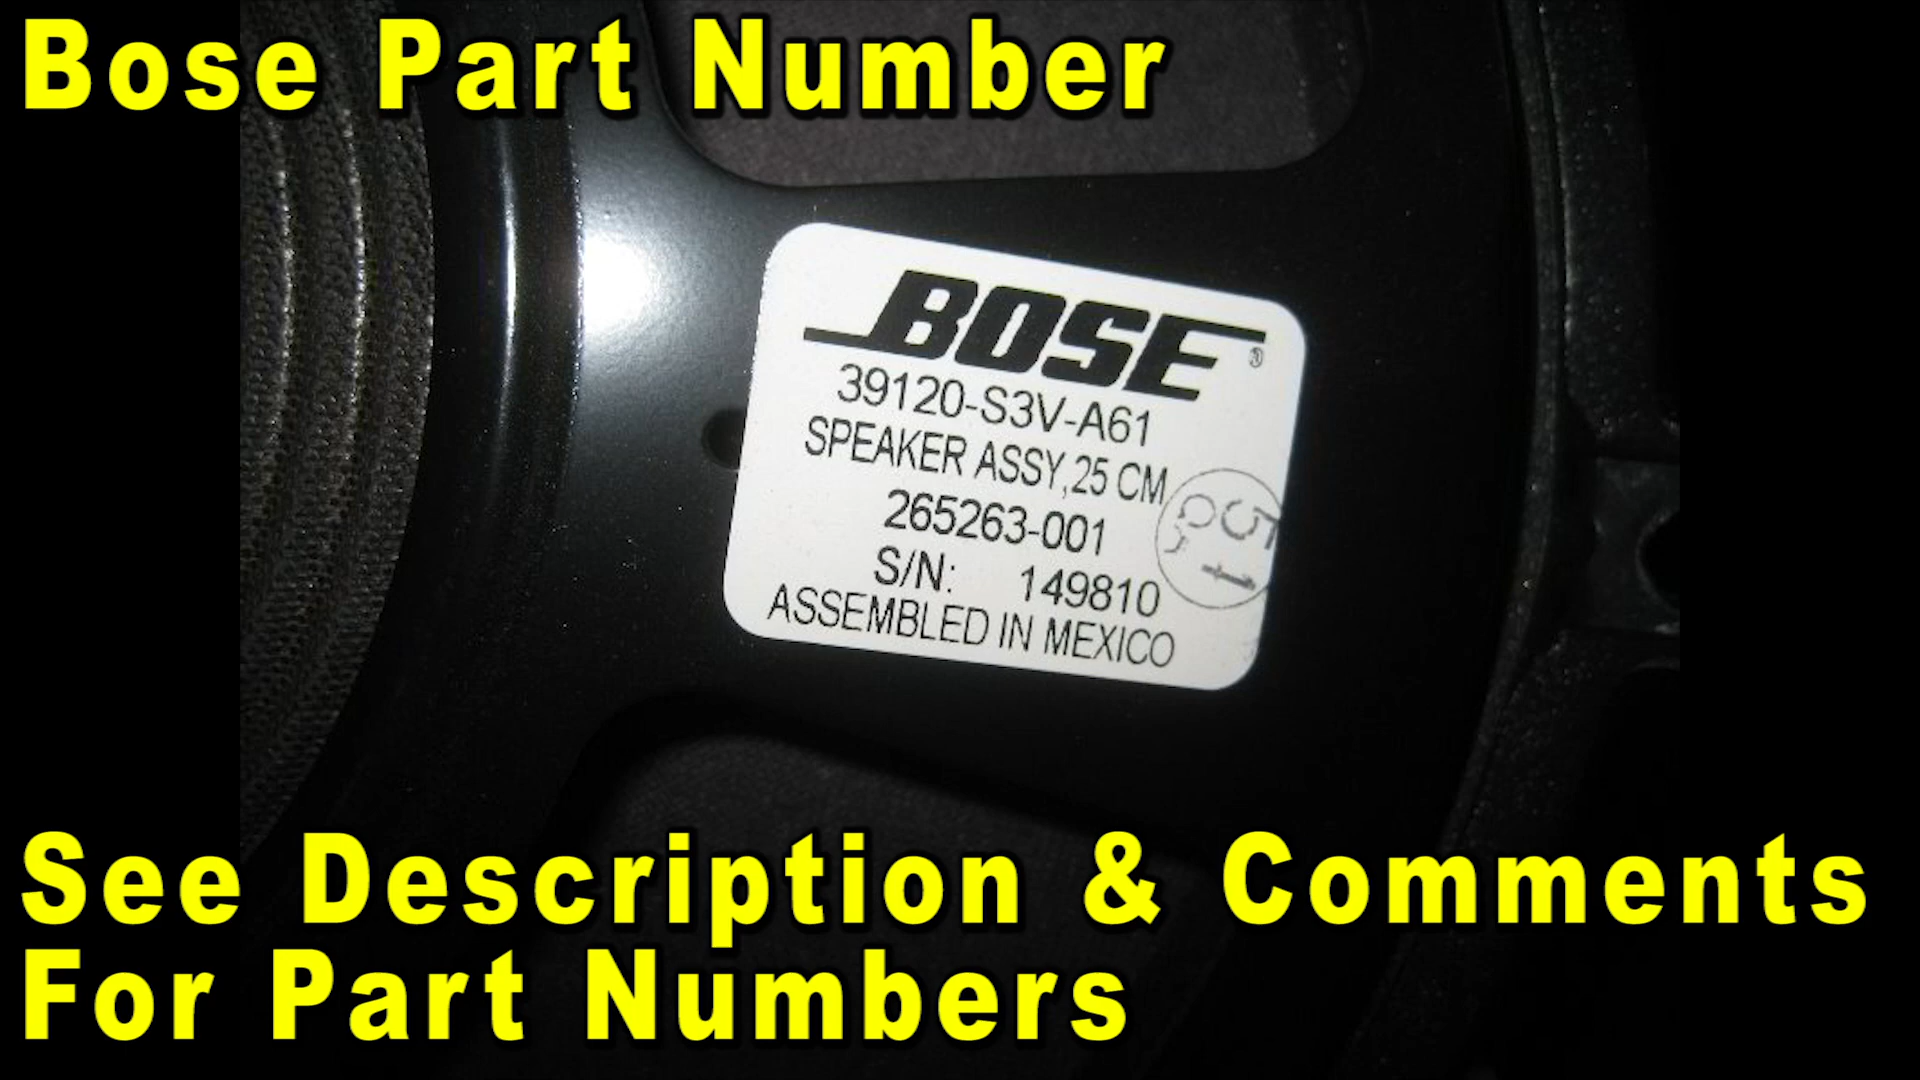 Bose Part Number
BOSE®
39120-S3V-A61
SPEAKER ASSY,25 CM
265263-001
S/N: 149810
ASSEMBLED IN MEXICO
51
See Description & Comments
For Part Numbers